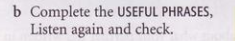 b Complete the USEFUL PHRASES,
Listen again and check.